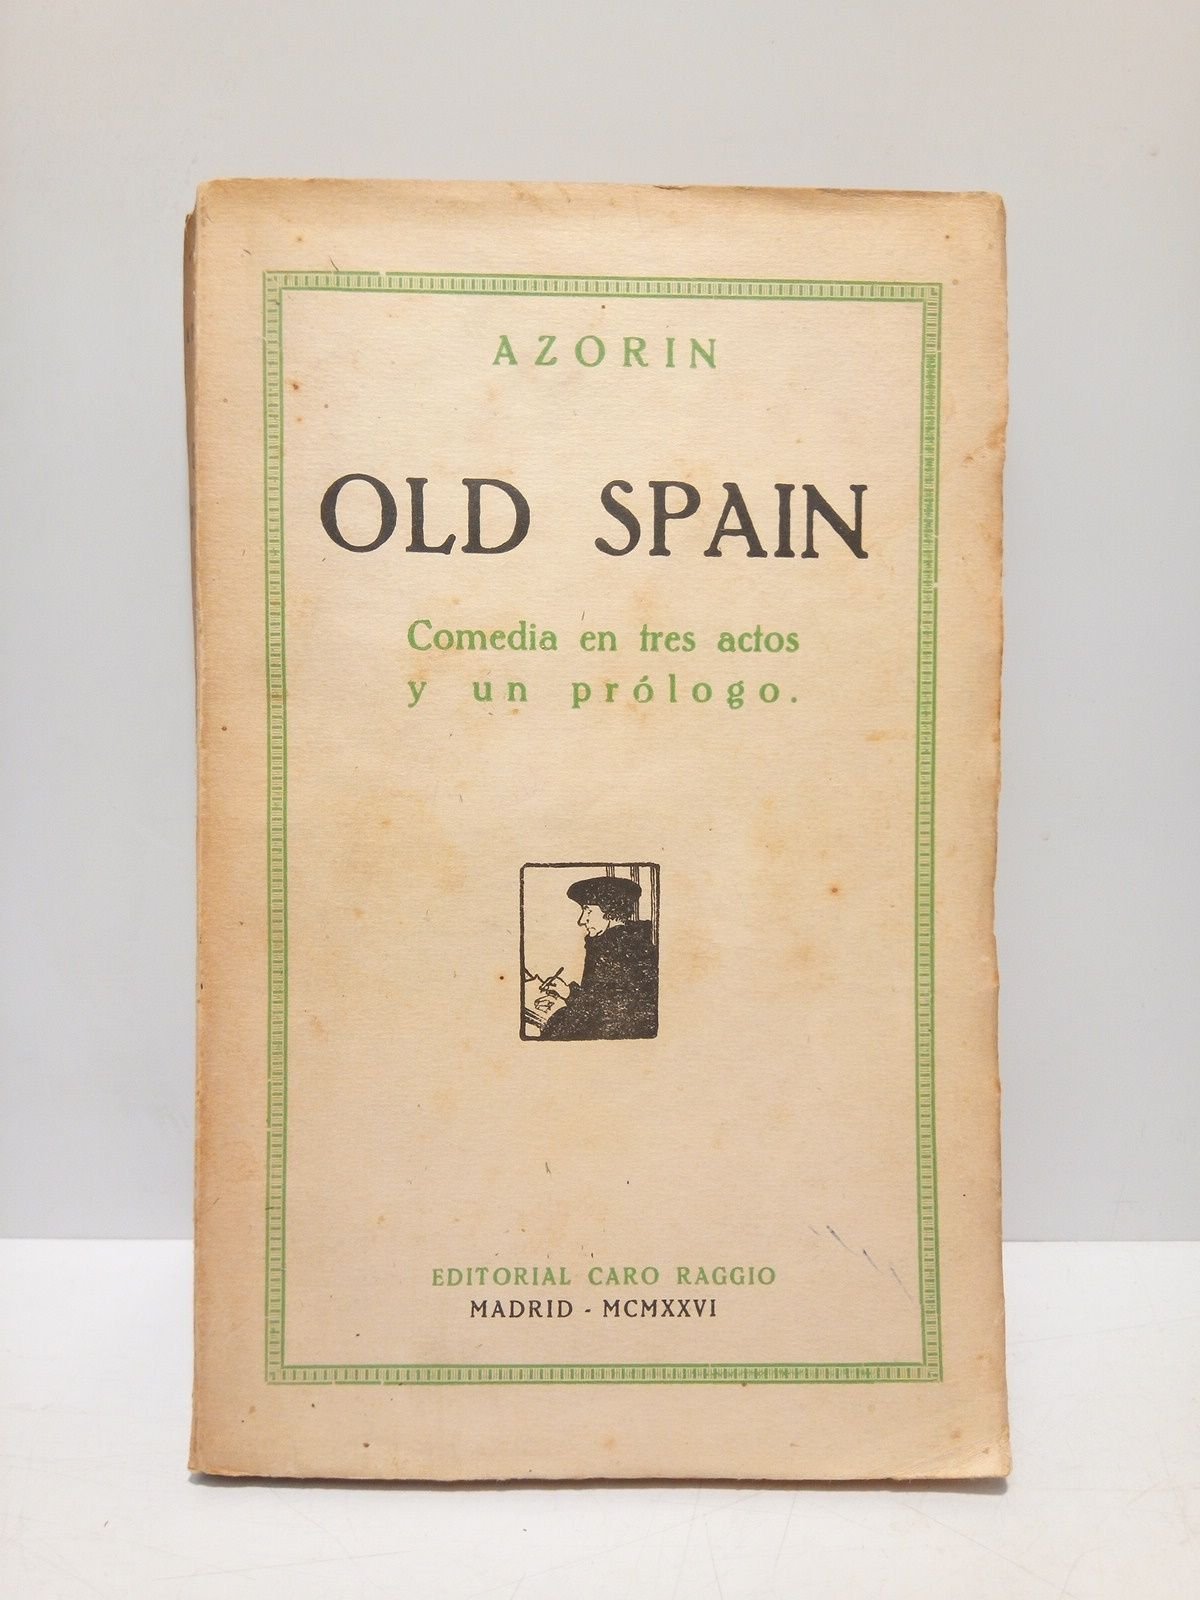 AZORIN
OLD SPAIN
Comedia en tres actos
y un prólogo.
EDITORIAL CARO RAGGIO
MADRID - MCMXXVI